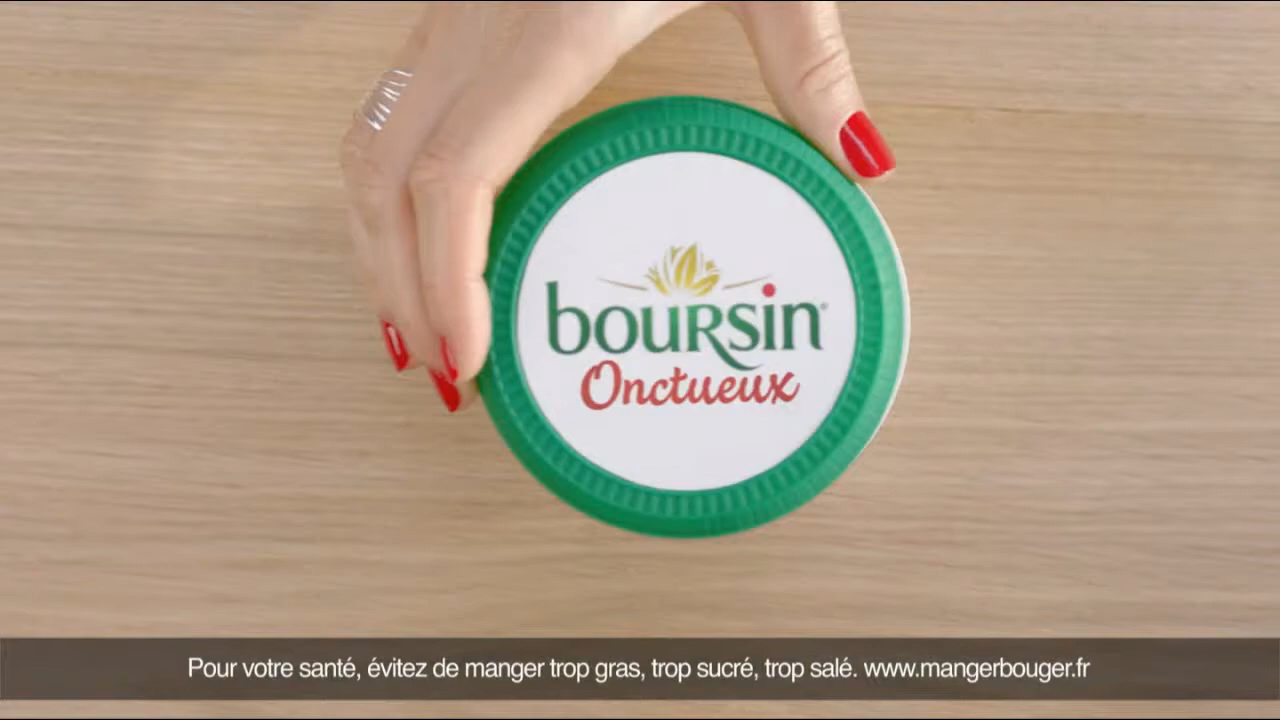 boursin
Onctueux
Pour votre santé, évitez de manger trop gras, trop sucré, trop salé. www.mangerbouger.fr